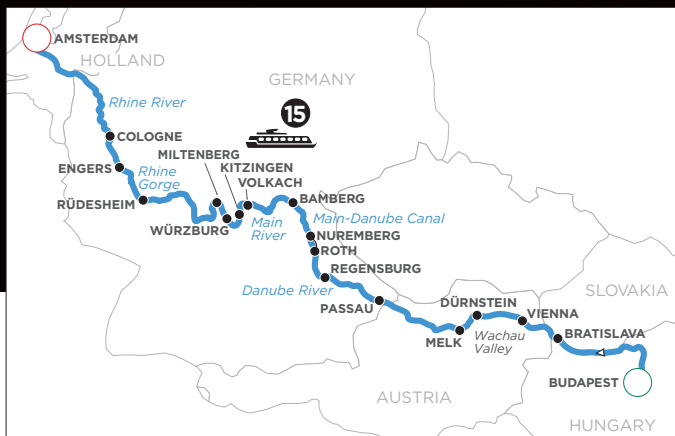 AMSTERDAM
HOLLAND
GERMANY
Rhine River
15
COLOGNE
MILTENBERG
KITZINGEN
ENGERS
Rhine
Gorge
VOLKACH
RÜDESHEIM
BAMBERG
WÜRZBURG
Main
River
Main-Danube Canal
NUREMBERG
ROTH
REGENSBURG
Danube River
SLOVAKIA
PASSAU
DÜRNSTEIN
VIENNA
MELK
Wachau
Valley
BRATISLAVA
BUDAPEST
AUSTRIA
HUNGARY